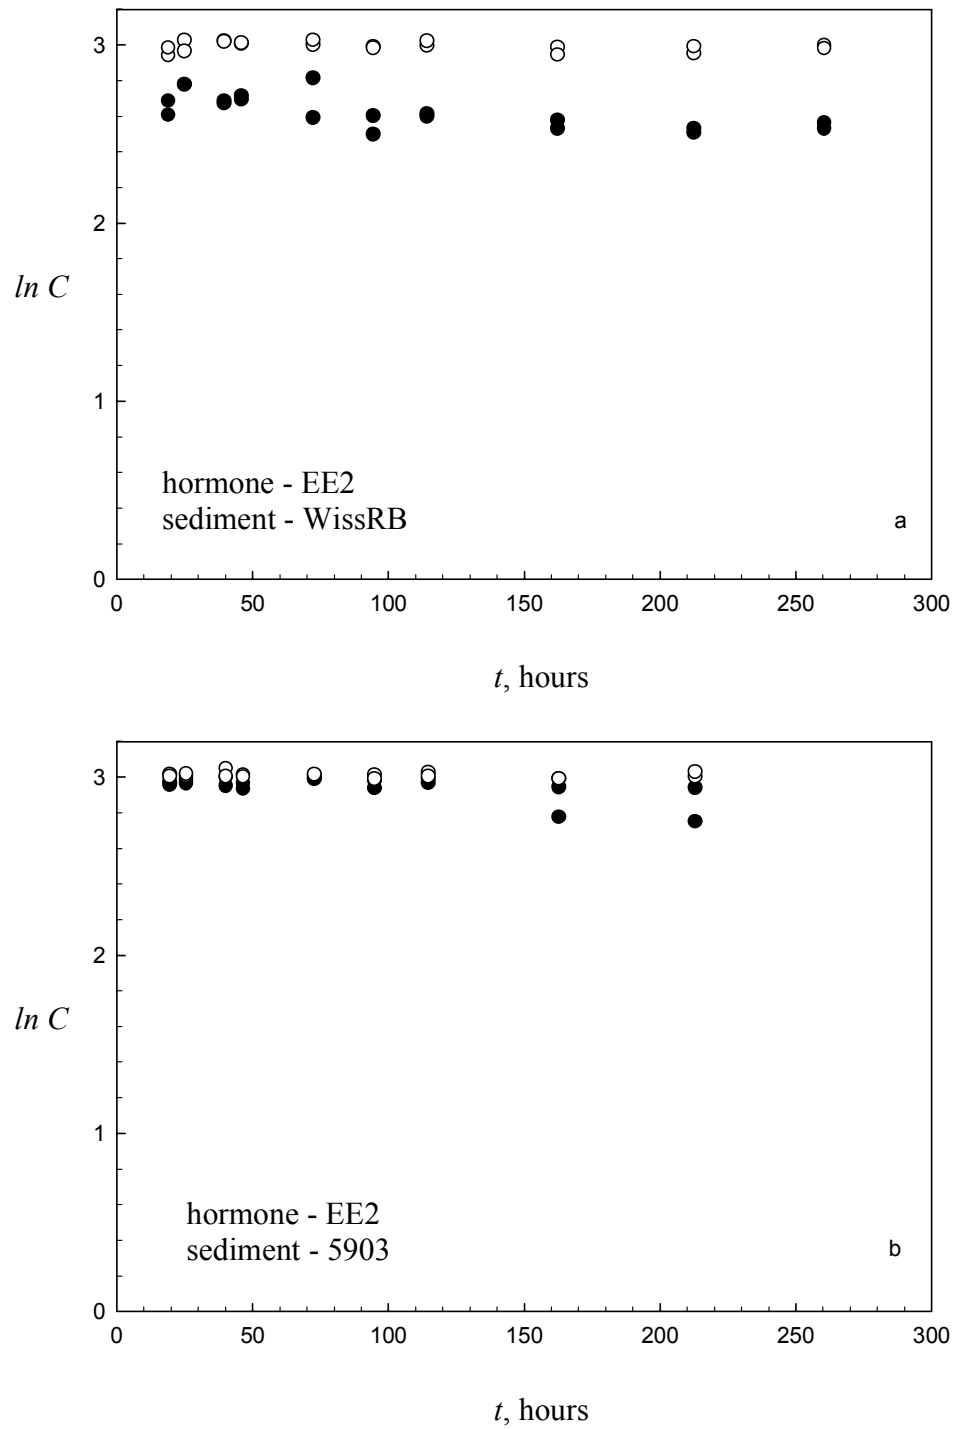 3
2
ln C
1
hormone - EE2
sediment - WissRB
a
0
0 50 100 150 200 250 300
t, hours
3
2
ln C
1
hormone - EE2
sediment - 5903
b
0
0 50 100 150 200 250 300
t, hours